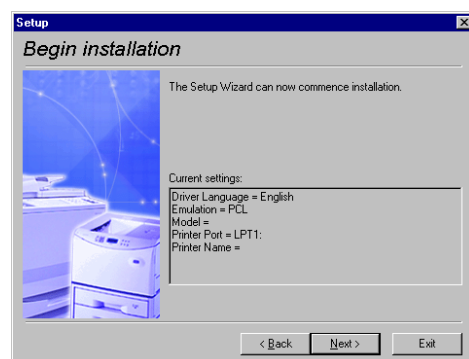 Setup
Begin installation
The Setup Wizard can now commence installation.
Current settings:
Driver Language = English
Emulation = PCL
Model =
Printer Port = LPT1:
Printer Name =
< Back
Next >
Exit